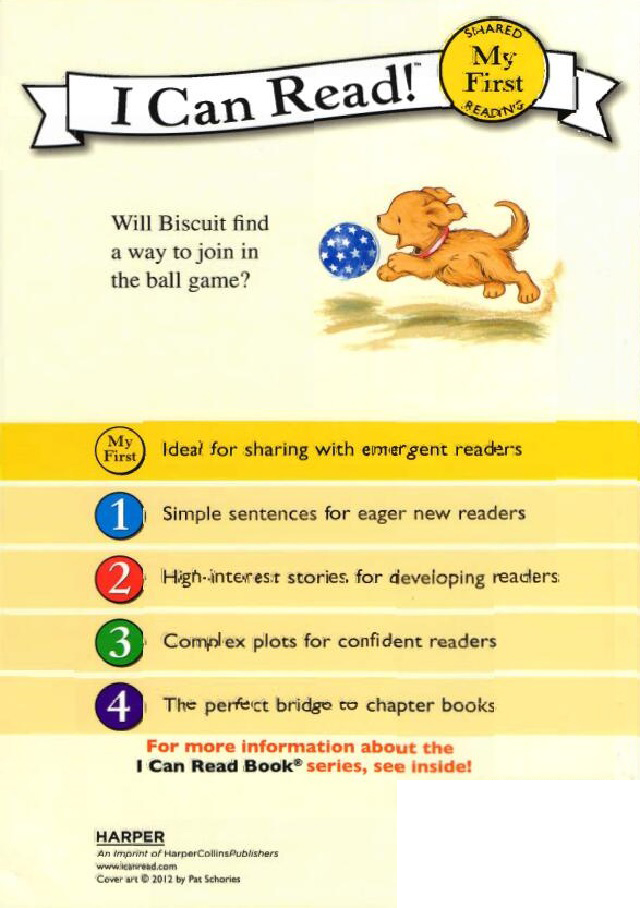 I Can Read!™
SHARED
My
First
READING
Will Biscuit find
a way to join in
the ball game?
My
First
Ideal for sharing with emergent readers
1 Simple sentences for eager new readers
2 High-interest stories for developing readers
3 Complex plots for confident readers
4 The perfect bridge to chapter books
For more information about the
I Can Read Book® series, see inside!
HARPER
An Imprint of HarperCollinsPublishers
www.icanread.com
Cover art © 2012 by Pat Schories